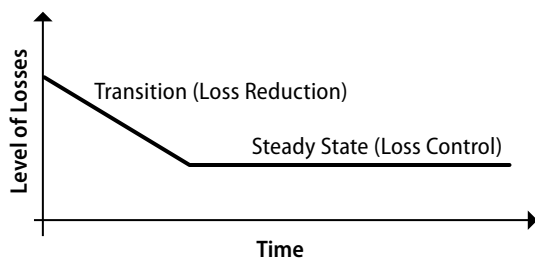 Level of Losses
Transition (Loss Reduction)
Steady State (Loss Control)
Time